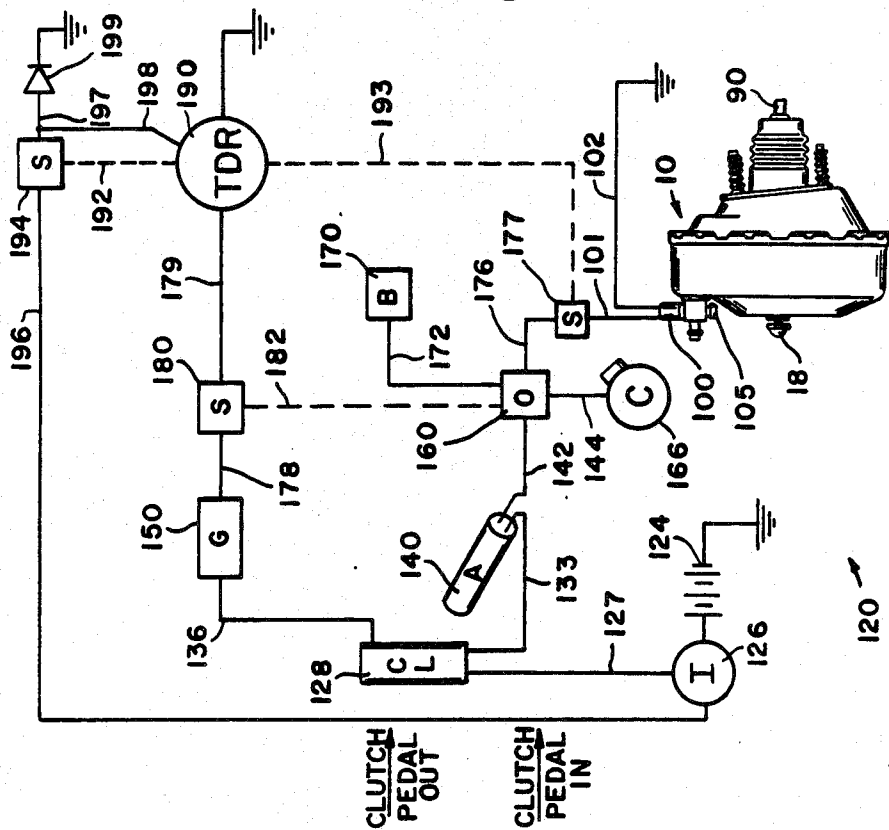 199
197
198
190
194
S
192
TDR
193
196
179
180
S
182
170
B
172
176
177
S
101
102
10
90
178
150
G
160
O
142
144
C
166
100
105
18
136
140
A
133
128
C
L
127
124
126
I
120
CLUTCH
PEDAL
OUT
CLUTCH
PEDAL
IN